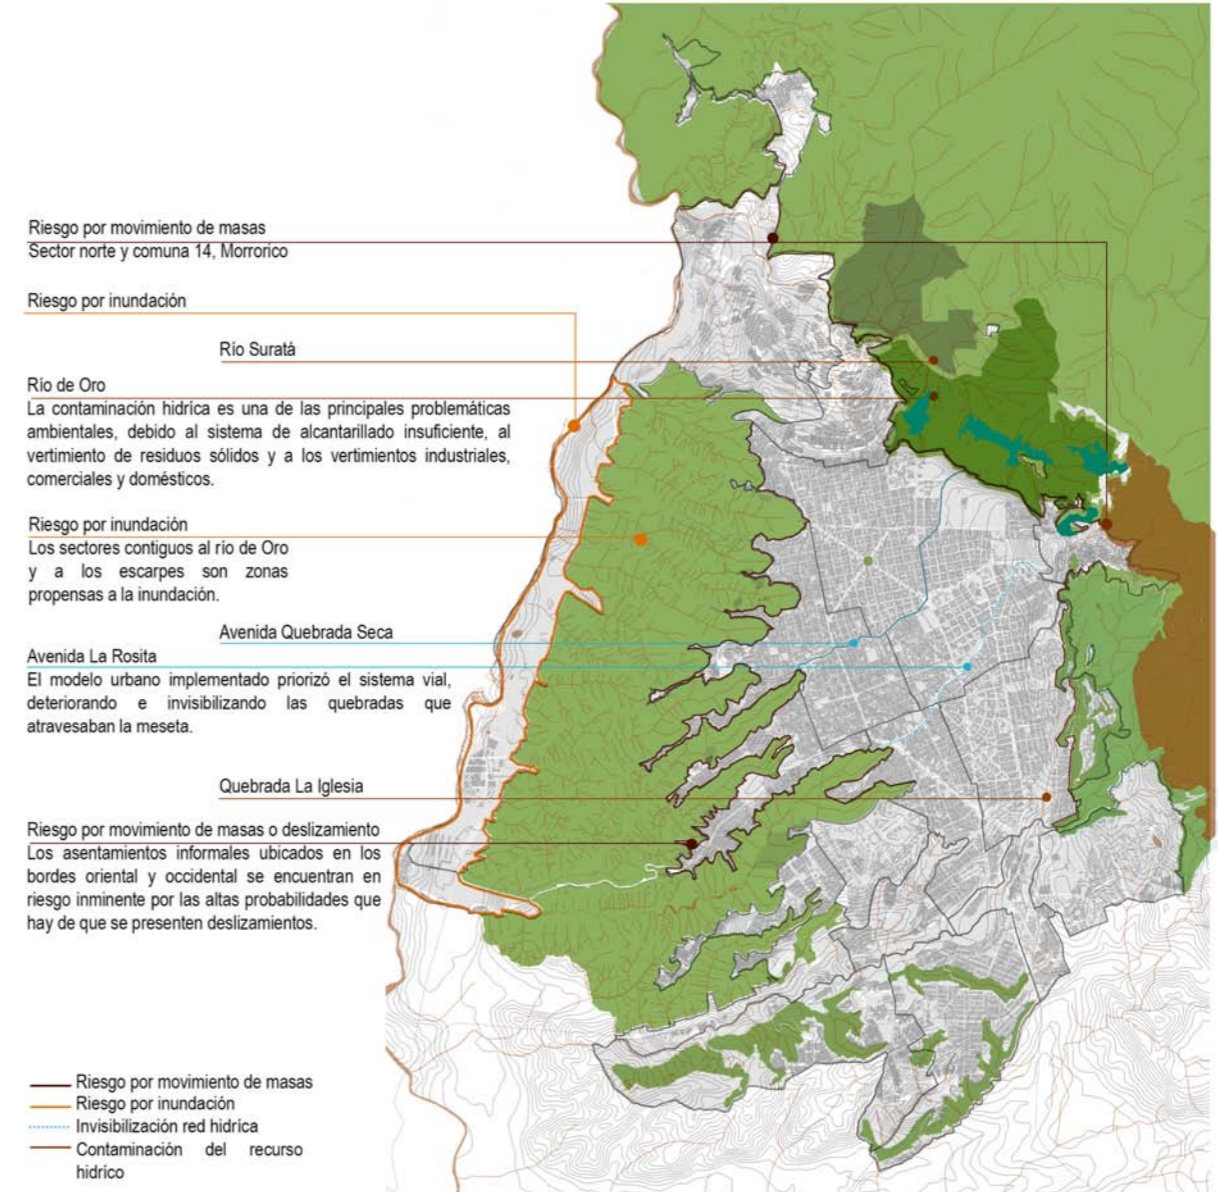 Riesgo por movimiento de masas
Sector norte y comuna 14, Morrorico
Riesgo por inundación
Río Suratá
Río de Oro
La contaminación hidríca es una de las principales problemáticas
ambientales, debido al sistema de alcantarillado insuficiente, al
vertimiento de residuos sólidos y a los vertimientos industriales,
comerciales y domésticos.
Riesgo por inundación
Los sectores contiguos al río de Oro
y a los escarpes son zonas
propensas a la inundación.
Avenida Quebrada Seca
Avenida La Rosita
El modelo urbano implementado priorizó el sistema vial,
deteriorando e invisibilizando las quebradas que
atravesaban la meseta.
Quebrada La Iglesia
Riesgo por movimiento de masas o deslizamiento
Los asentamientos informales ubicados en los
bordes oriental y occidental se encuentran en
riesgo inminente por las altas probabilidades que
hay de que se presenten deslizamientos.
Riesgo por movimiento de masas
Riesgo por inundación
Invisibilización red hidríca
Contaminación del recurso
hidrico